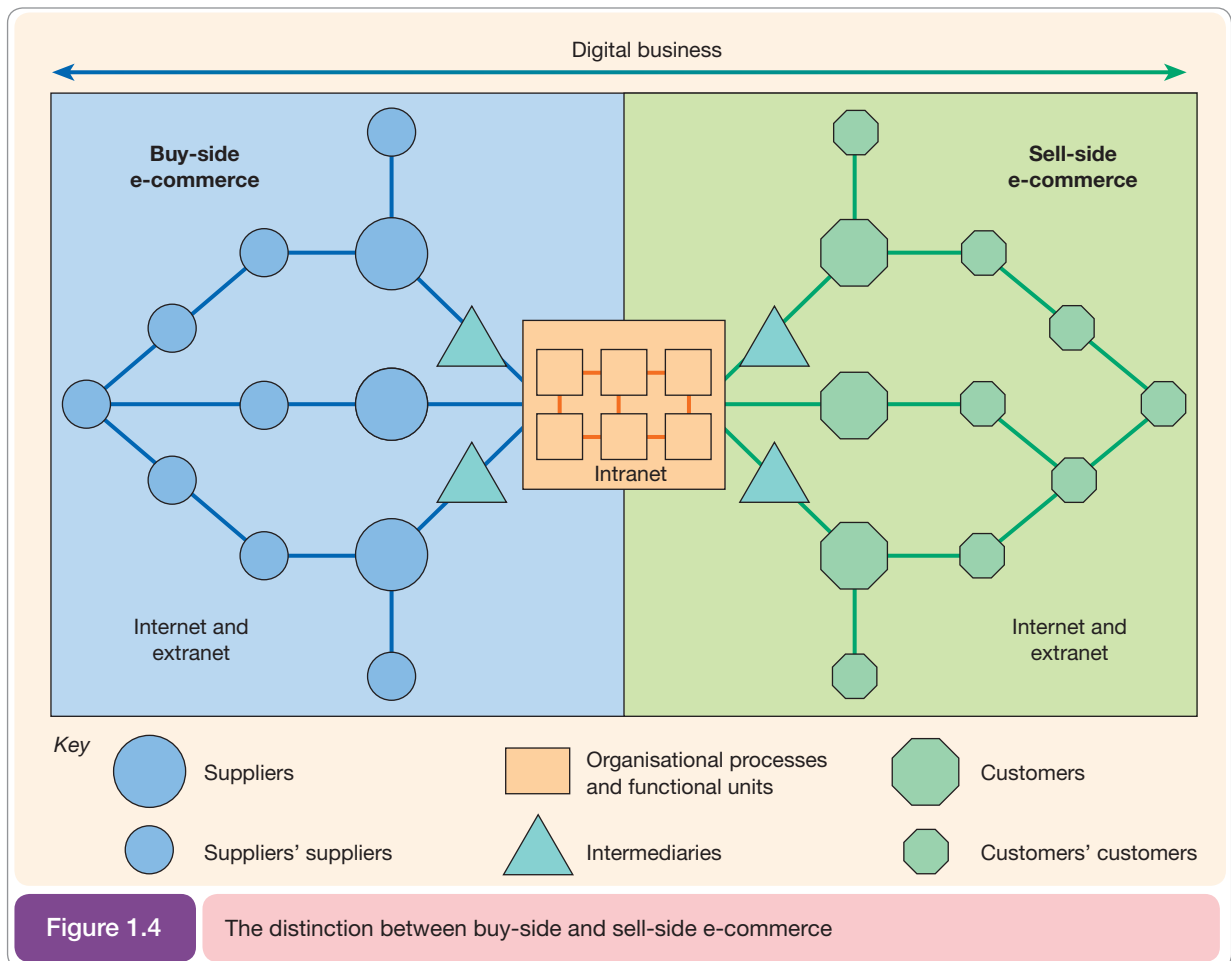 Digital business
Buy-side
e-commerce
Sell-side
e-commerce
Intranet
Internet and
extranet
Internet and
extranet
Key
Suppliers
Organisational processes
and functional units
Customers
Suppliers’ suppliers
Intermediaries
Customers’ customers
Figure 1.4
The distinction between buy-side and sell-side e-commerce